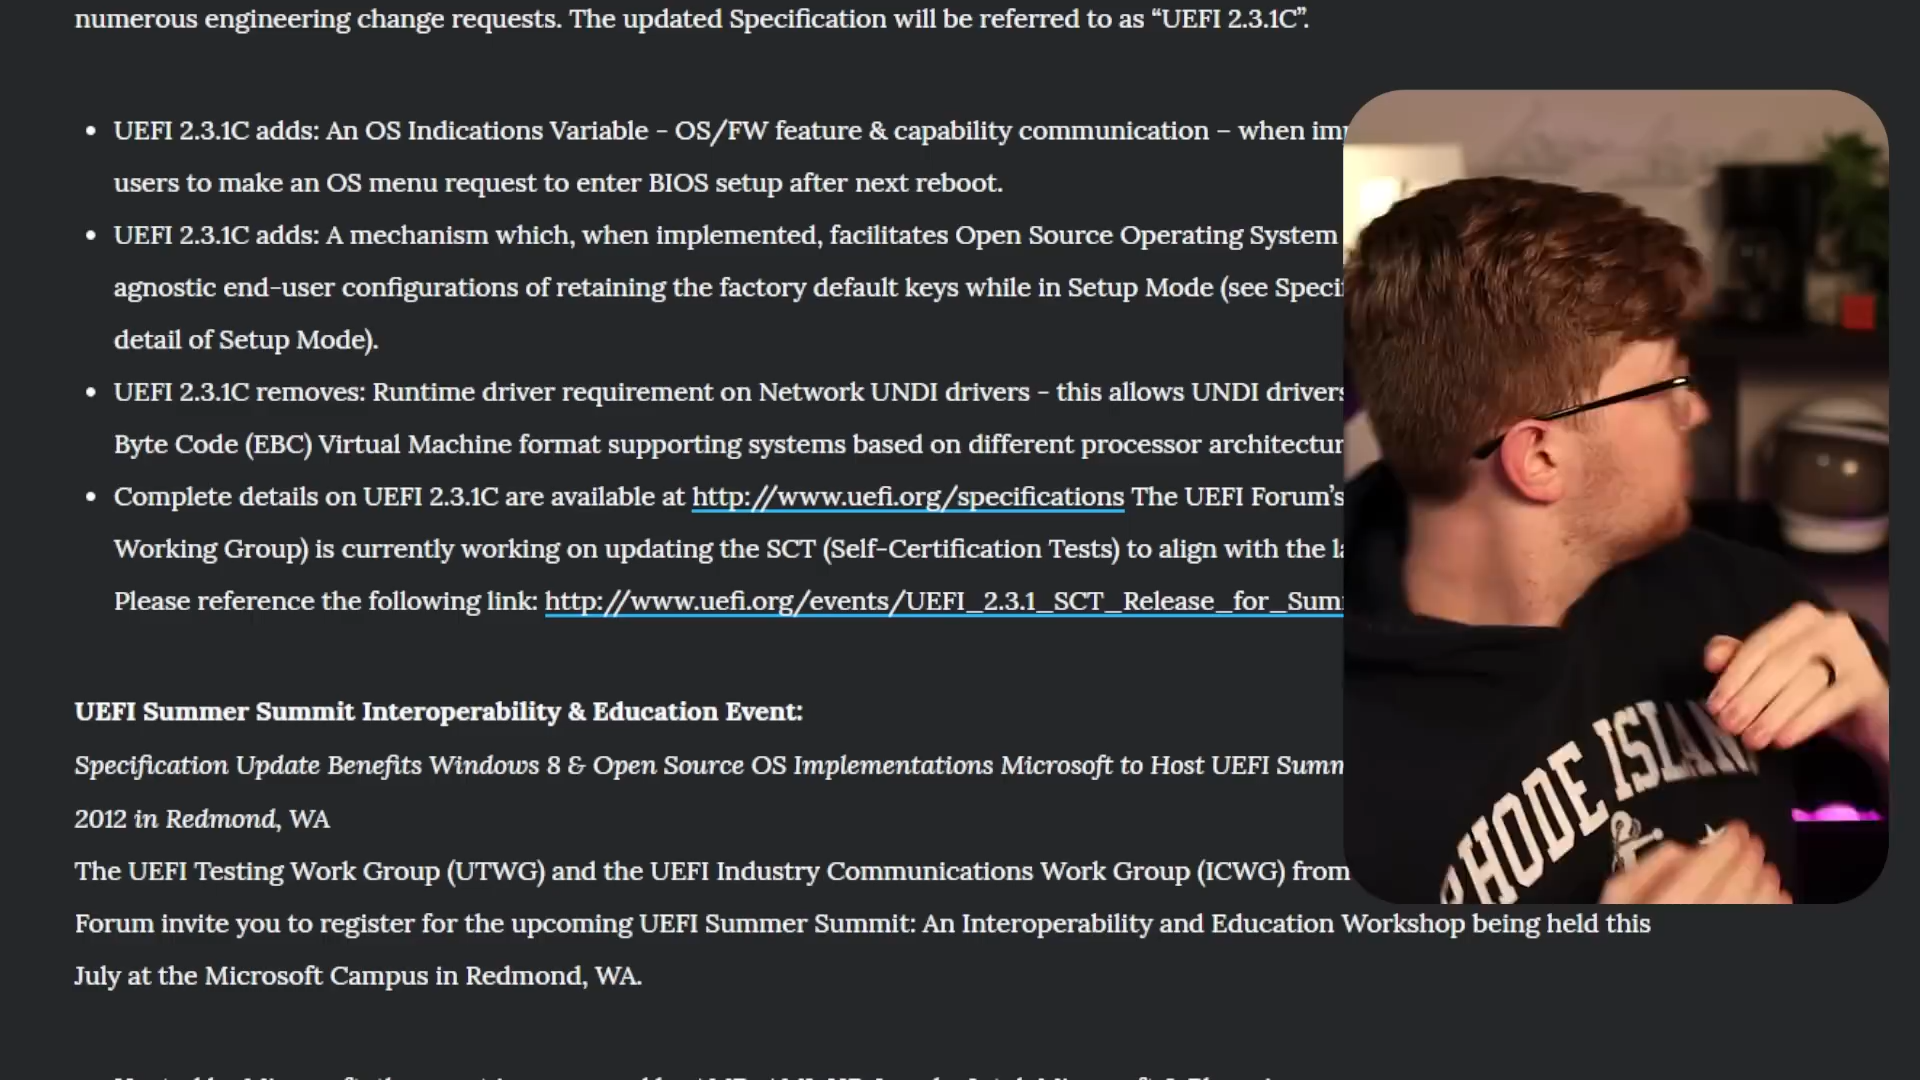 numerous engineering change requests. The updated Specification will be referred to as “UEFI 2.3.1C”.
• UEFI 2.3.1C adds: An OS Indications Variable - OS/FW feature & capability communication – when
users to make an OS menu request to enter BIOS setup after next reboot.
• UEFI 2.3.1C adds: A mechanism which, when implemented, facilitates Open Source Operating System
agnostic end-user configurations of retaining the factory default keys while in Setup Mode (see
detail of Setup Mode).
• UEFI 2.3.1C removes: Runtime driver requirement on Network UNDI drivers - this allows UNDI drivers
Byte Code (EBC) Virtual Machine format supporting systems based on different processor
• Complete details on UEFI 2.3.1C are available at http://www.uefi.org/specifications The UEFI Forum’s
Working Group) is currently working on updating the SCT (Self-Certification Tests) to align with the
Please reference the following link: http://www.uefi.org/events/UEFI_2.3.1_SCT_Release_for_Sum
RHODE ISLAND
UEFI Summer Summit Interoperability & Education Event:
Specification Update Benefits Windows 8 & Open Source OS Implementations Microsoft to Host UEFI
2012 in Redmond, WA
The UEFI Testing Work Group (UTWG) and the UEFI Industry Communications Work Group (ICWG) from
Forum invite you to register for the upcoming UEFI Summer Summit: An Interoperability and Education Workshop being held this
July at the Microsoft Campus in Redmond, WA.